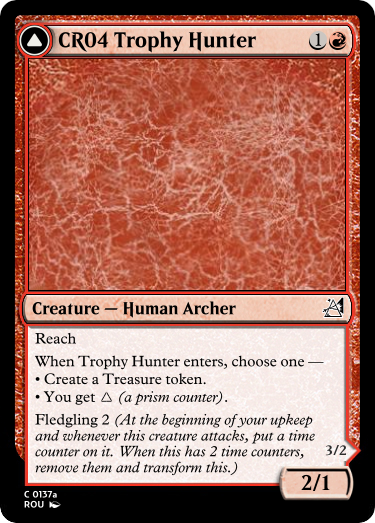 CR04 Trophy Hunter 1
Creature — Human Archer
Reach
When Trophy Hunter enters, choose one —
• Create a Treasure token.
• You get △ (a prism counter).
Fledgling 2 (At the beginning of your upkeep
and whenever this creature attacks, put a time
counter on it. When this has 2 time counters,
remove them and transform this.)
3/2
2/1
C 0137a
ROU